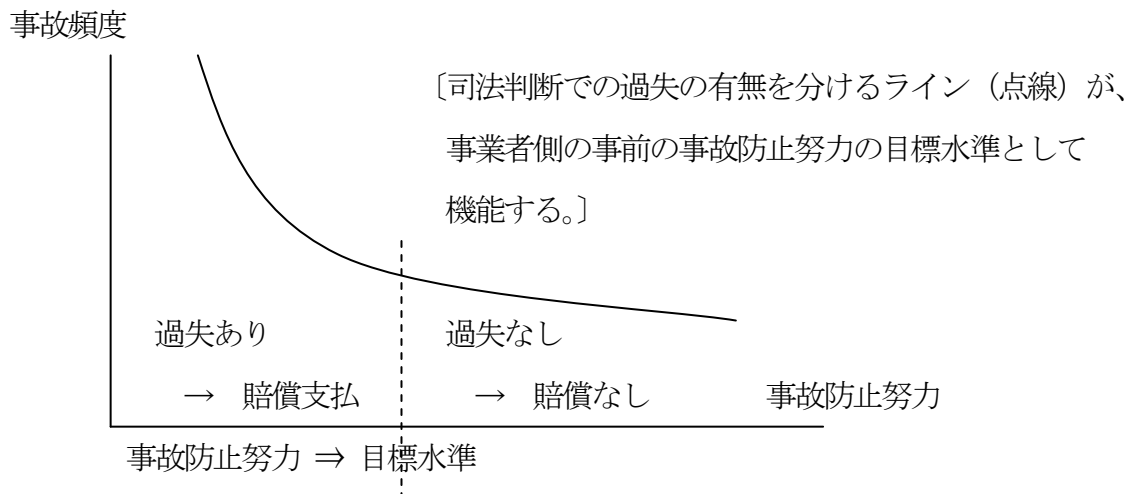 事故頻度
〔司法判断での過失の有無を分けるライン（点線）が、
事業者側の事前の事故防止努力の目標水準として
機能する。〕
過失あり
過失なし
→ 賠償支払
→ 賠償なし
事故防止努力
事故防止努力 ⇒ 目標水準